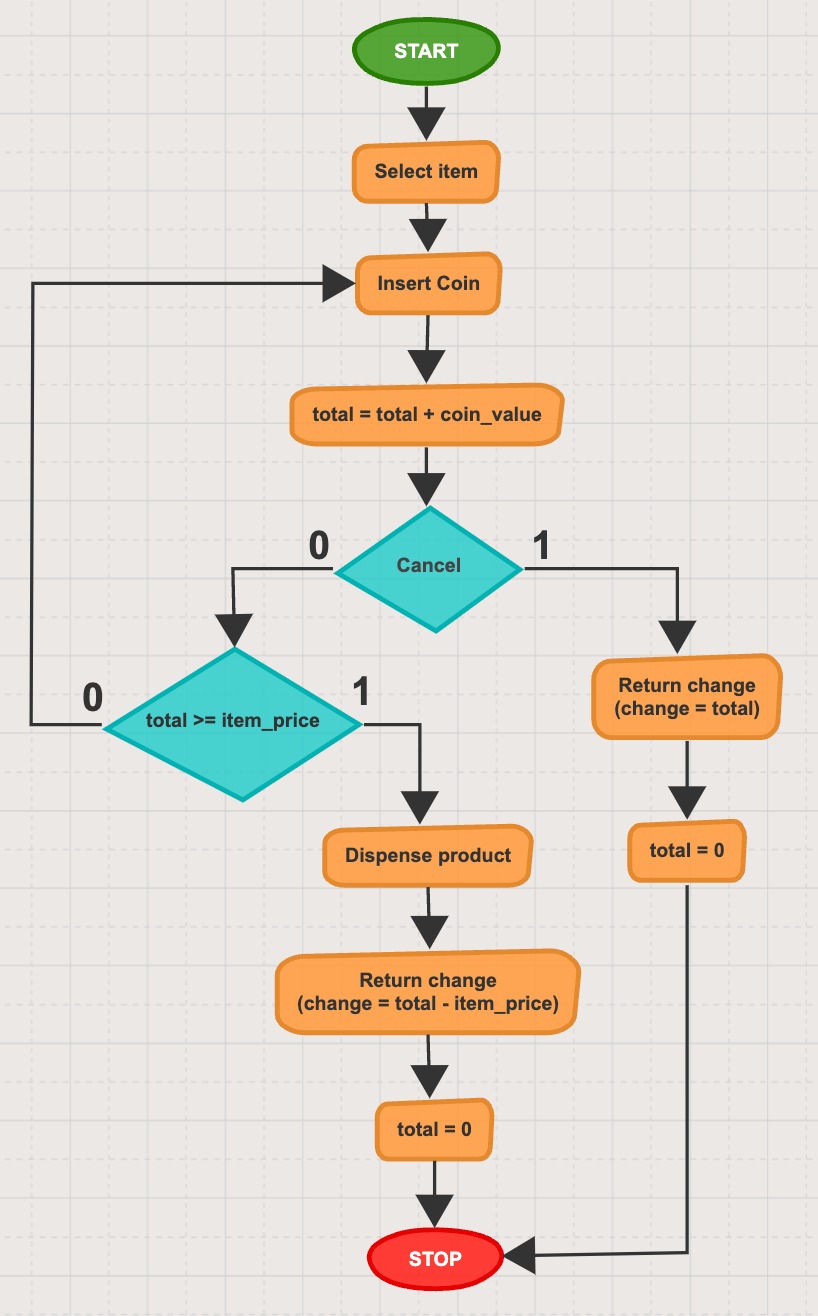 START
Select item
Insert Coin
total = total + coin_value
0
1
Cancel
0
1
total >= item_price
Return change
(change = total)
Dispense product
total = 0
Return change
(change = total - item_price)
total = 0
STOP